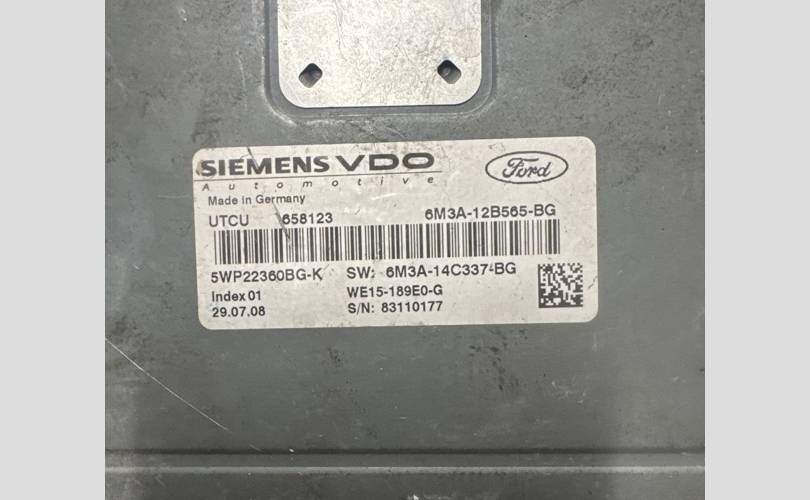 SIEMENS VDO Ford
Automotive
Made in Germany
UTCU 658123 6M3A-12B565-BG
5WP22360BG-K SW: 6M3A-14C337-BG
Index 01 WE15-189E0-G
29.07.08 S/N: 83110177